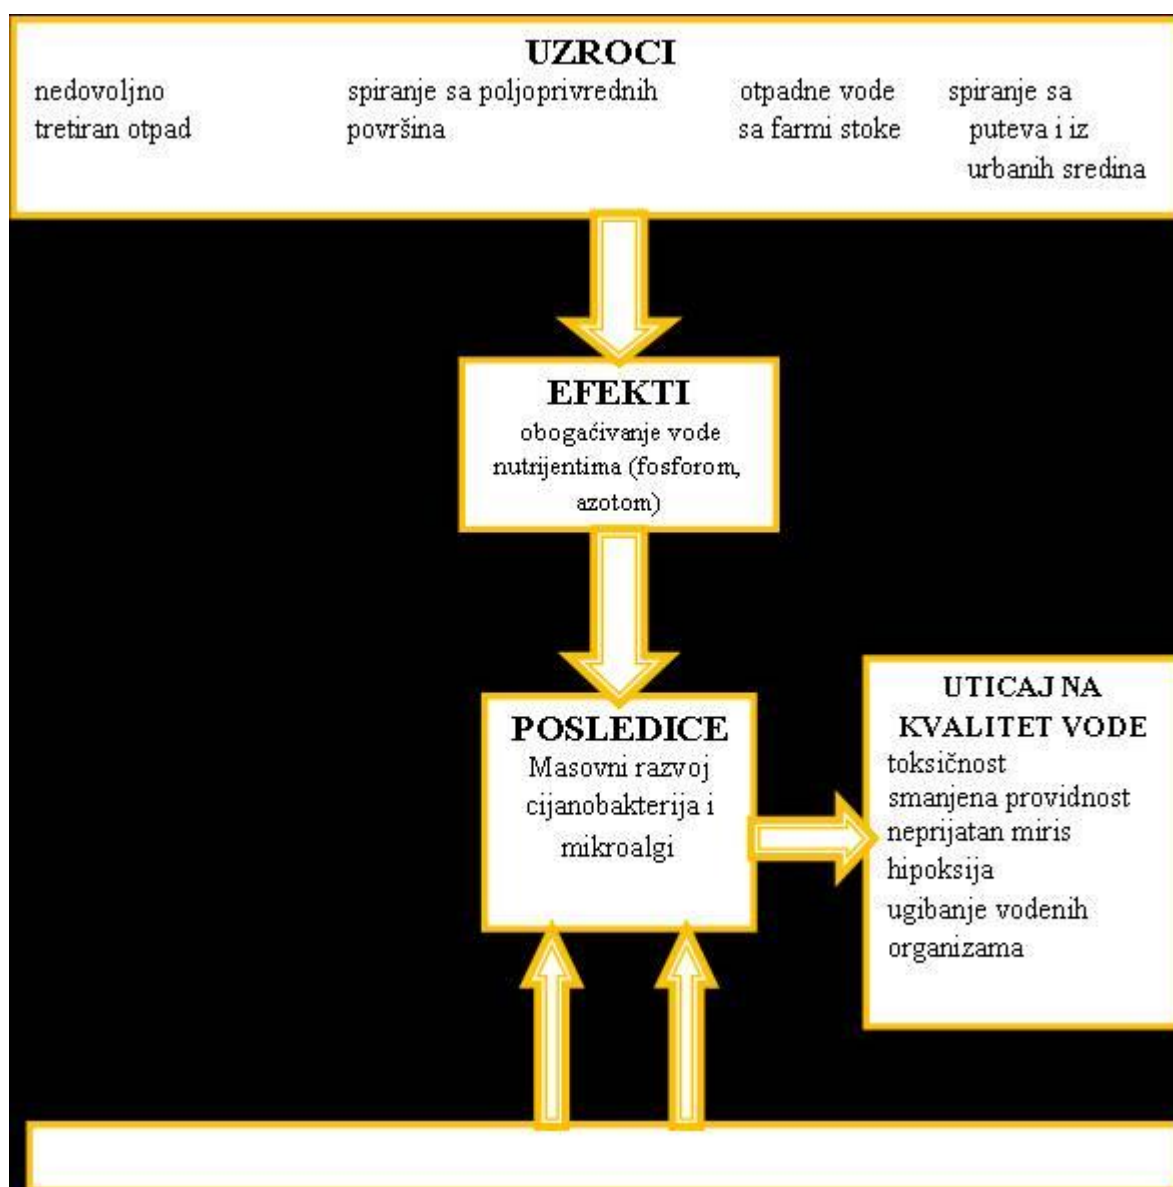 UZROCI
nedovoljno
tretiran otpad
spiranje sa poljoprivrednih
površina
otpadne vode
sa farmi stoke
spiranje sa
puteva i iz
urbanih sredina
EFEKTI
obogaćivanje vode
nutrijentima (fosforom,
azotom)
POSLEDICE
Masovni razvoj
cijanobakterija i
mikroalgi
UTICAJ NA
KVALITET VODE
toksičnost
smanjena providnost
neprijatan miris
hipoksija
ugibanje vodenih
organizama